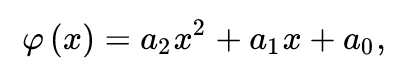 φ (x) = a₂x² + a₁x + a₀,